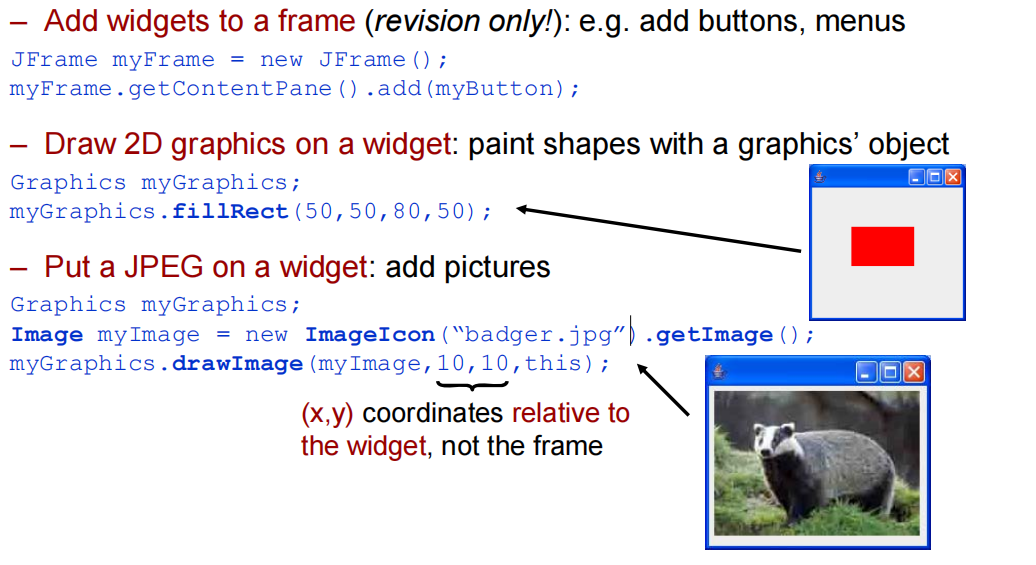 – Add widgets to a frame (revision only!): e.g. add buttons, menus
JFrame myFrame = new JFrame();
myFrame.getContentPane().add(myButton);
– Draw 2D graphics on a widget: paint shapes with a graphics’ object
Graphics myGraphics;
myGraphics.fillRect(50,50,80,50);
– Put a JPEG on a widget: add pictures
Graphics myGraphics;
Image myImage = new ImageIcon(“badger.jpg”).getImage();
myGraphics.drawImage(myImage,10,10,this);
(x,y) coordinates relative to
the widget, not the frame